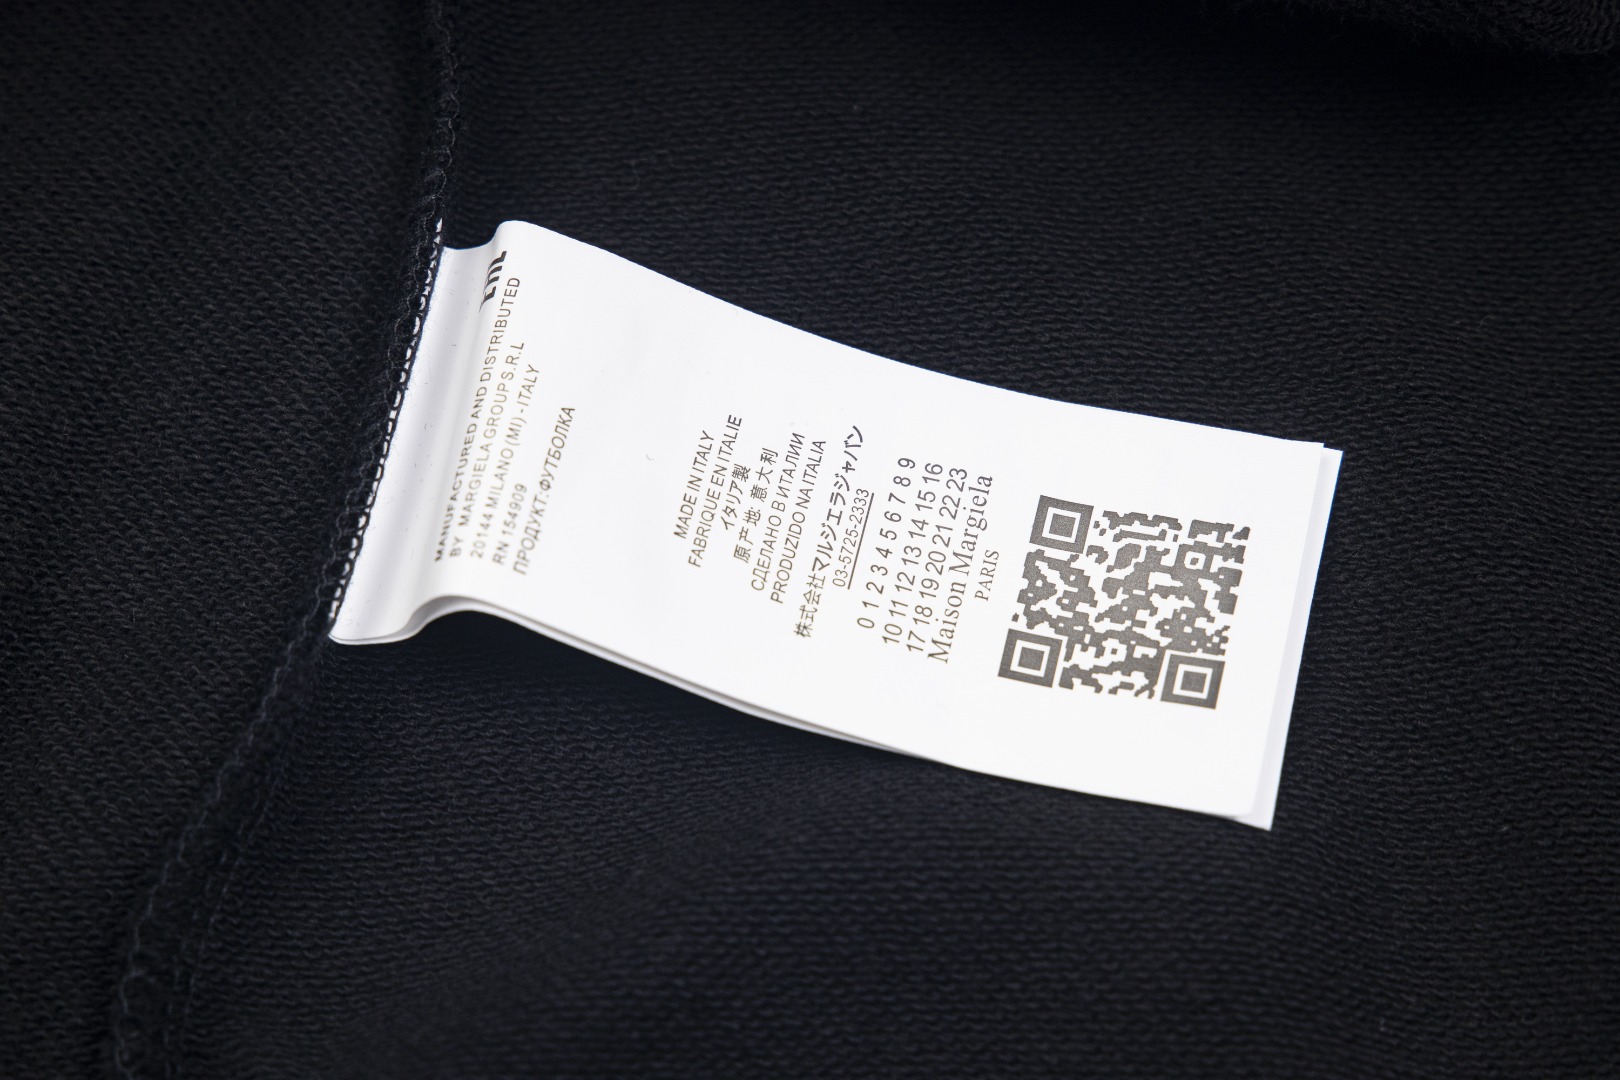 MANUFACTURED AND DISTRIBUTED
BY MARGIELA GROUP S.R.L
20144 MILANO (MI) - ITALY
RN 154909
ПРОДУКТ:ФУТБОЛКА
MADE IN ITALY
FABRIQUE EN ITALIE
イタリア製
原产地: 意大利
СДЕЛАНО В ИТАЛИИ
PRODUZIDO NA ITALIA
株式会社マルジェラジャパン
03-5725-2333
0 1 2 3 4 5 6 7 8 9
10 11 12 13 14 15 16
17 18 19 20 21 22 23
Maison Margiela
PARIS